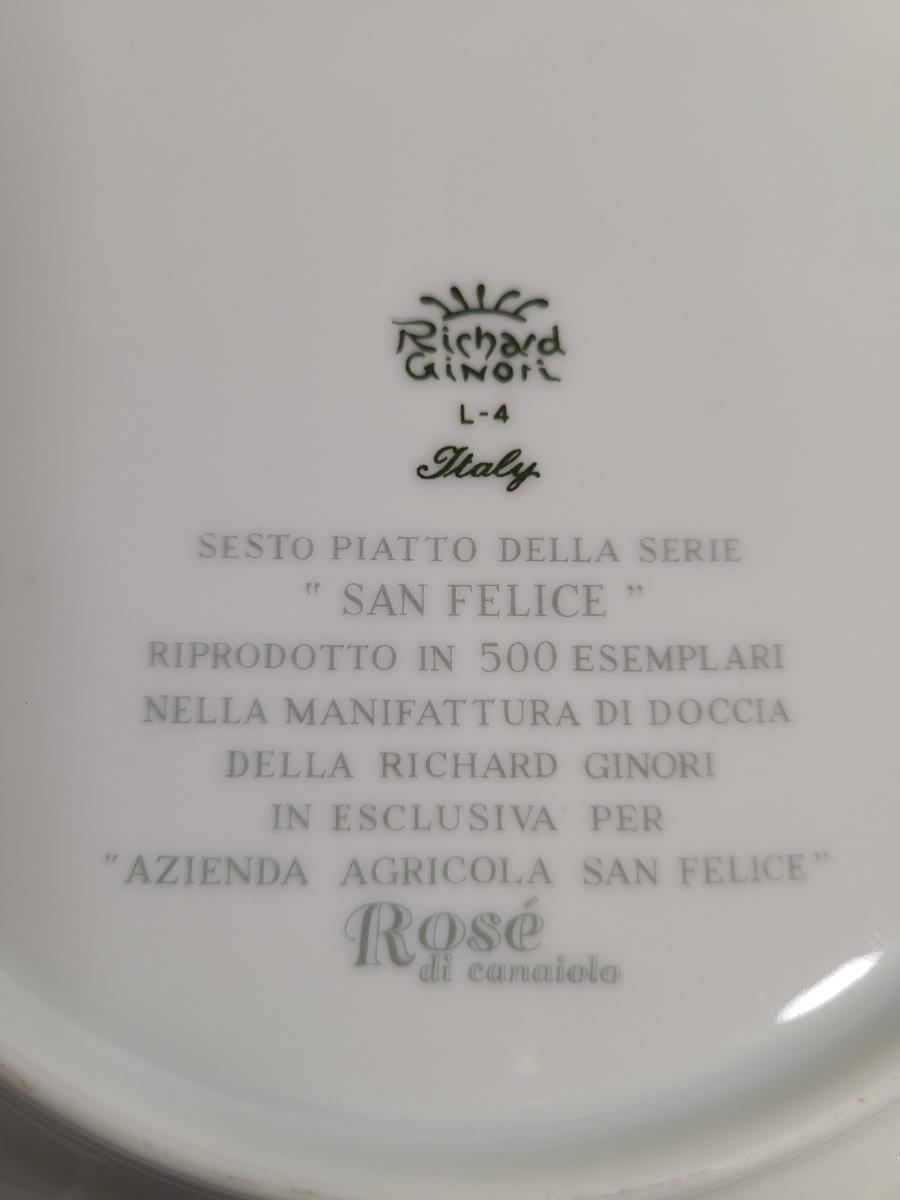 Richard
Ginori
L-4
Italy
SESTO PIATTO DELLA SERIE
“ SAN FELICE ”
RIPRODOTTO IN 500 ESEMPLARI
NELLA MANIFATTURA DI DOCCIA
DELLA RICHARD GINORI
IN ESCLUSIVA PER
“AZIENDA AGRICOLA SAN FELICE”
Rosé
di canaiolo